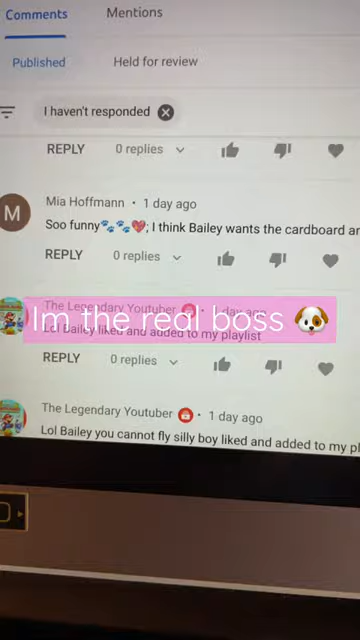 Comments
Mentions
Published
Held for review
I haven't responded
REPLY 0 replies
Mia Hoffmann • 1 day ago
Soo funny🐾🐾💖; I think Bailey wants the cardboard
REPLY 0 replies
The Legendary Youtuber • 1 day ago
Im the real boss 🐶
Lol Bailey liked and added to my playlist
REPLY 0 replies
The Legendary Youtuber • 1 day ago
Lol Bailey you cannot fly silly boy liked and added to my